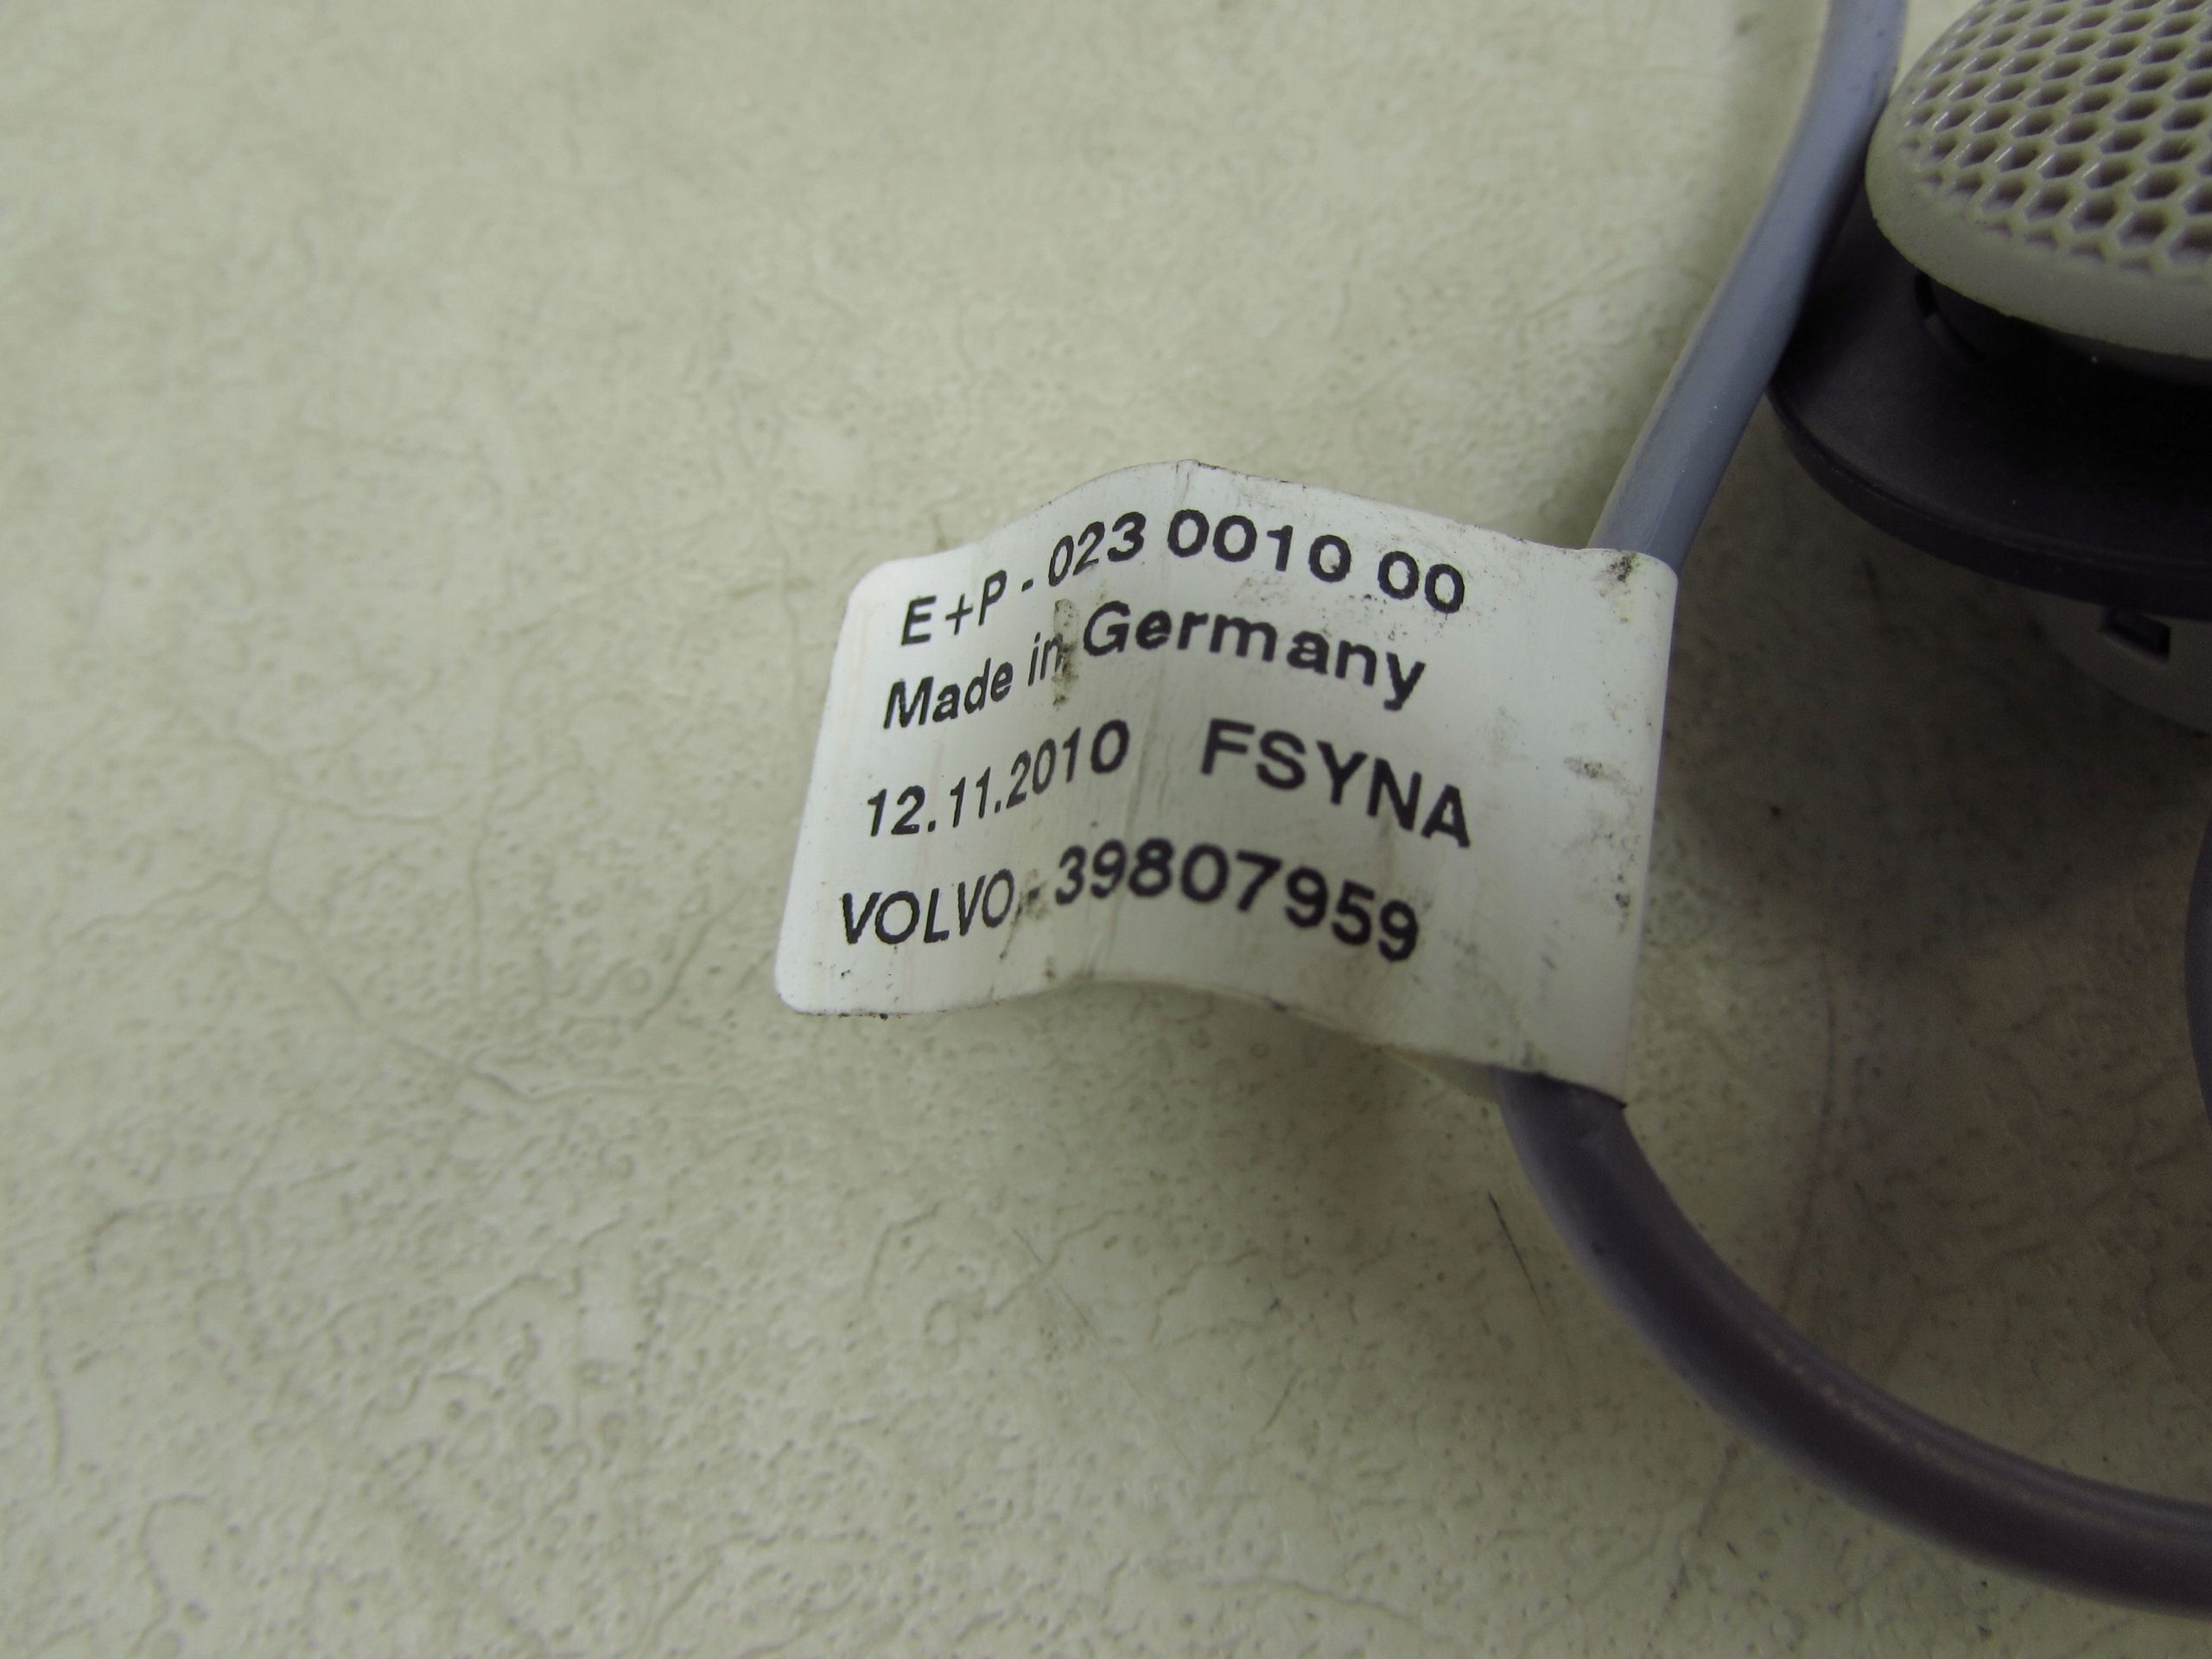 E+P - 023 0010 00
Made in Germany
12.11.2010 FSYNA
VOLVO - 39807959